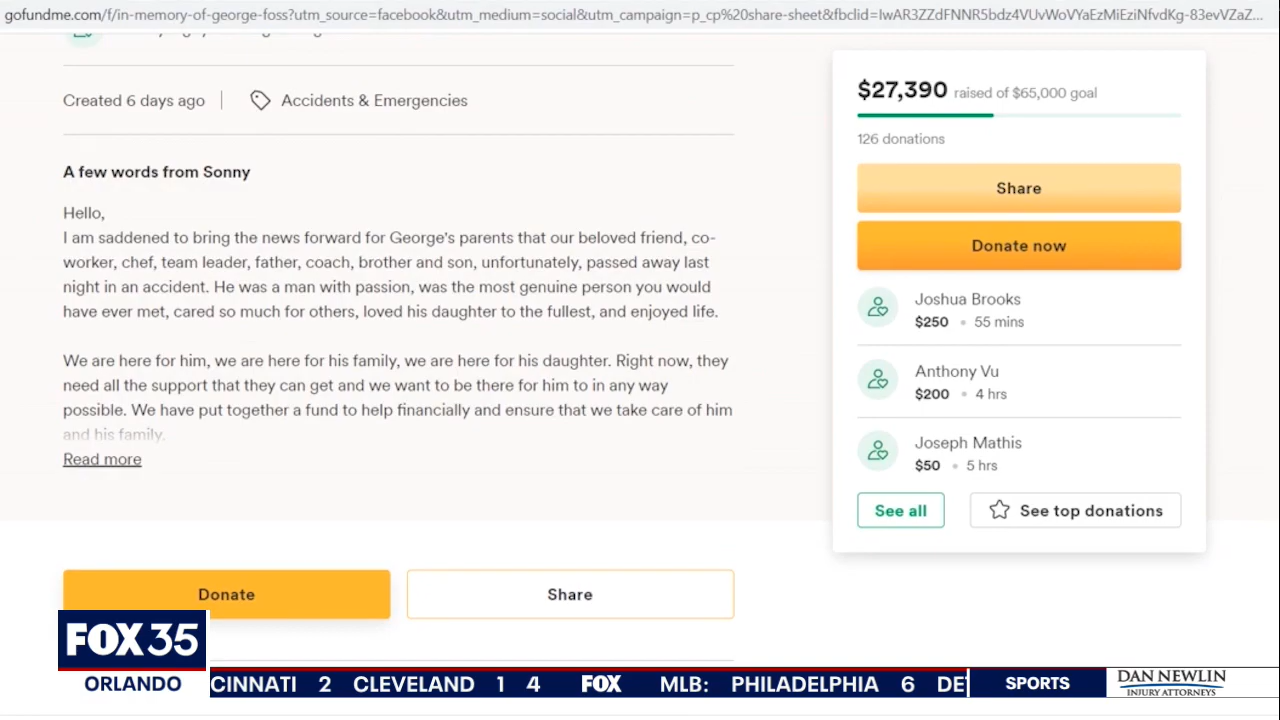 gofundme.com/f/in-memory-of-george-foss?utm_source=facebook&utm_medium=social&utm_campaign=p_cp%20share-sheet&fbclid=IwAR3ZZdFNNR5bdz4VUvWoVYaEzMiEziNfvdKg-83evVZaZ...
Created 6 days ago
Accidents & Emergencies
A few words from Sonny
Hello,
I am saddened to bring the news forward for George's parents that our beloved friend, co-
worker, chef, team leader, father, coach, brother and son, unfortunately, passed away last
night in an accident. He was a man with passion, was the most genuine person you would
have ever met, cared so much for others, loved his daughter to the fullest, and enjoyed life.
We are here for him, we are here for his family, we are here for his daughter. Right now, they
need all the support that they can get and we want to be there for him to in any way
possible. We have put together a fund to help financially and ensure that we take care of him
and his family.
Read more
Donate
Share
$27,390 raised of $65,000 goal
126 donations
Share
Donate now
Joshua Brooks
$250 • 55 mins
Anthony Vu
$200 • 4 hrs
Joseph Mathis
$50 • 5 hrs
See all
See top donations
FOX 35
ORLANDO
CINNATI 2 CLEVELAND 1 4 FOX MLB: PHILADELPHIA 6 DE
SPORTS
DAN NEWLIN
INJURY ATTORNEYS